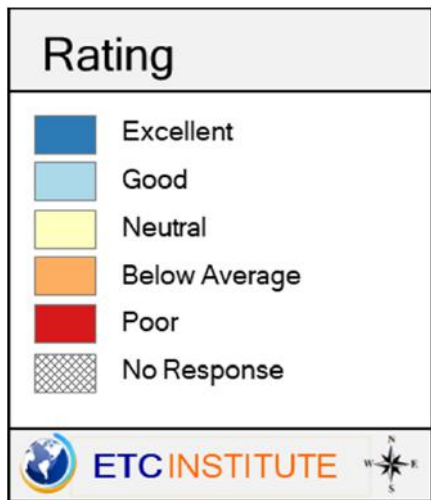 Rating
Excellent
Good
Neutral
Below Average
Poor
No Response
ETC INSTITUTE
N
W E
S